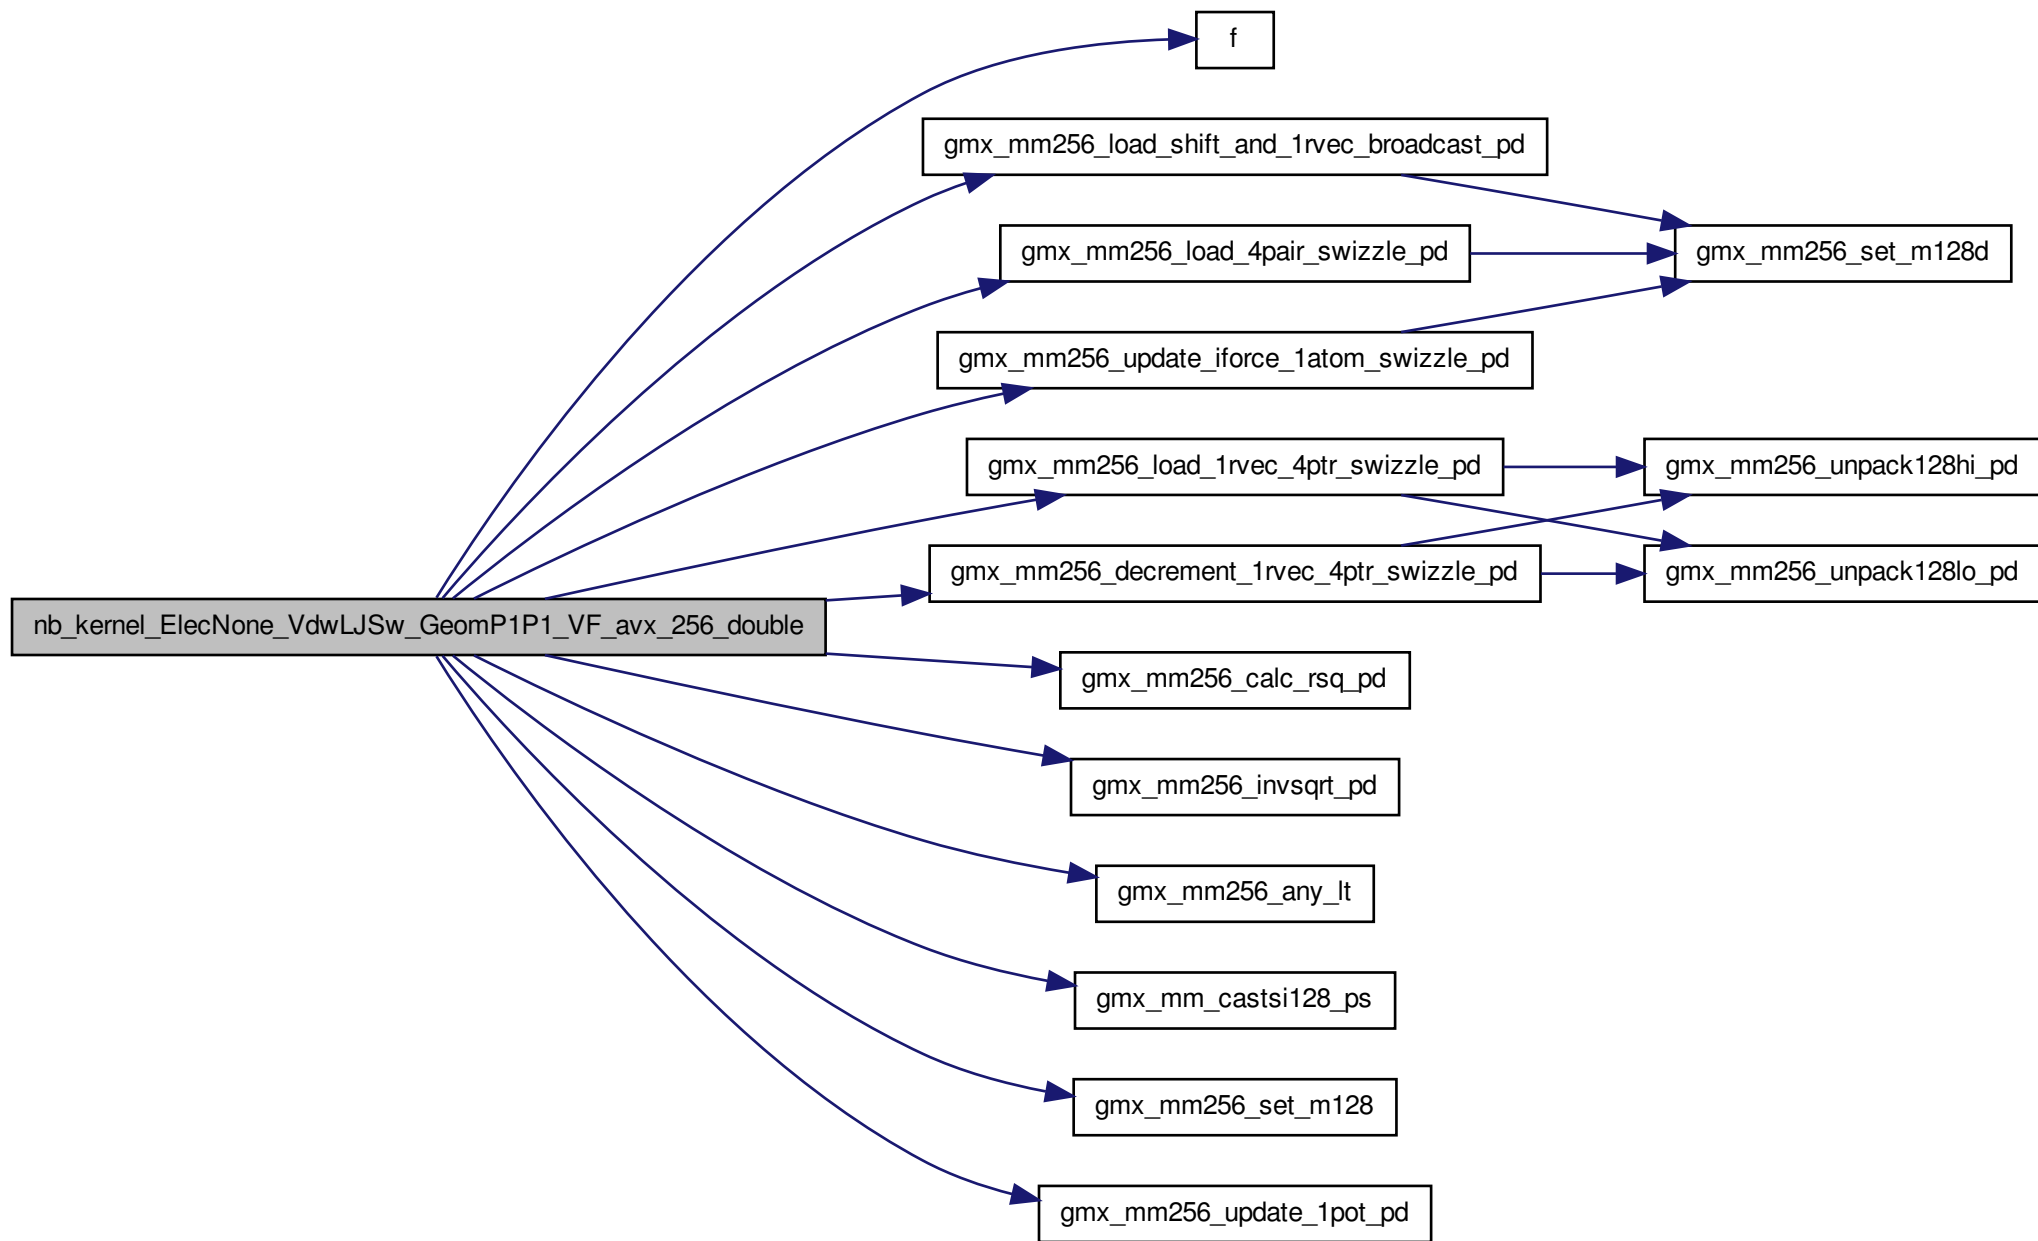 f
gmx_mm256_load_shift_and_1rvec_broadcast_pd
gmx_mm256_load_4pair_swizzle_pd
gmx_mm256_set_m128d
gmx_mm256_update_iforce_1atom_swizzle_pd
gmx_mm256_load_1rvec_4ptr_swizzle_pd
gmx_mm256_unpack128hi_pd
gmx_mm256_decrement_1rvec_4ptr_swizzle_pd
gmx_mm256_unpack128lo_pd
nb_kernel_ElecNone_VdwLJSw_GeomP1P1_VF_avx_256_double
gmx_mm256_calc_rsq_pd
gmx_mm256_invsqrt_pd
gmx_mm256_any_lt
gmx_mm_castsi128_ps
gmx_mm256_set_m128
gmx_mm256_update_1pot_pd